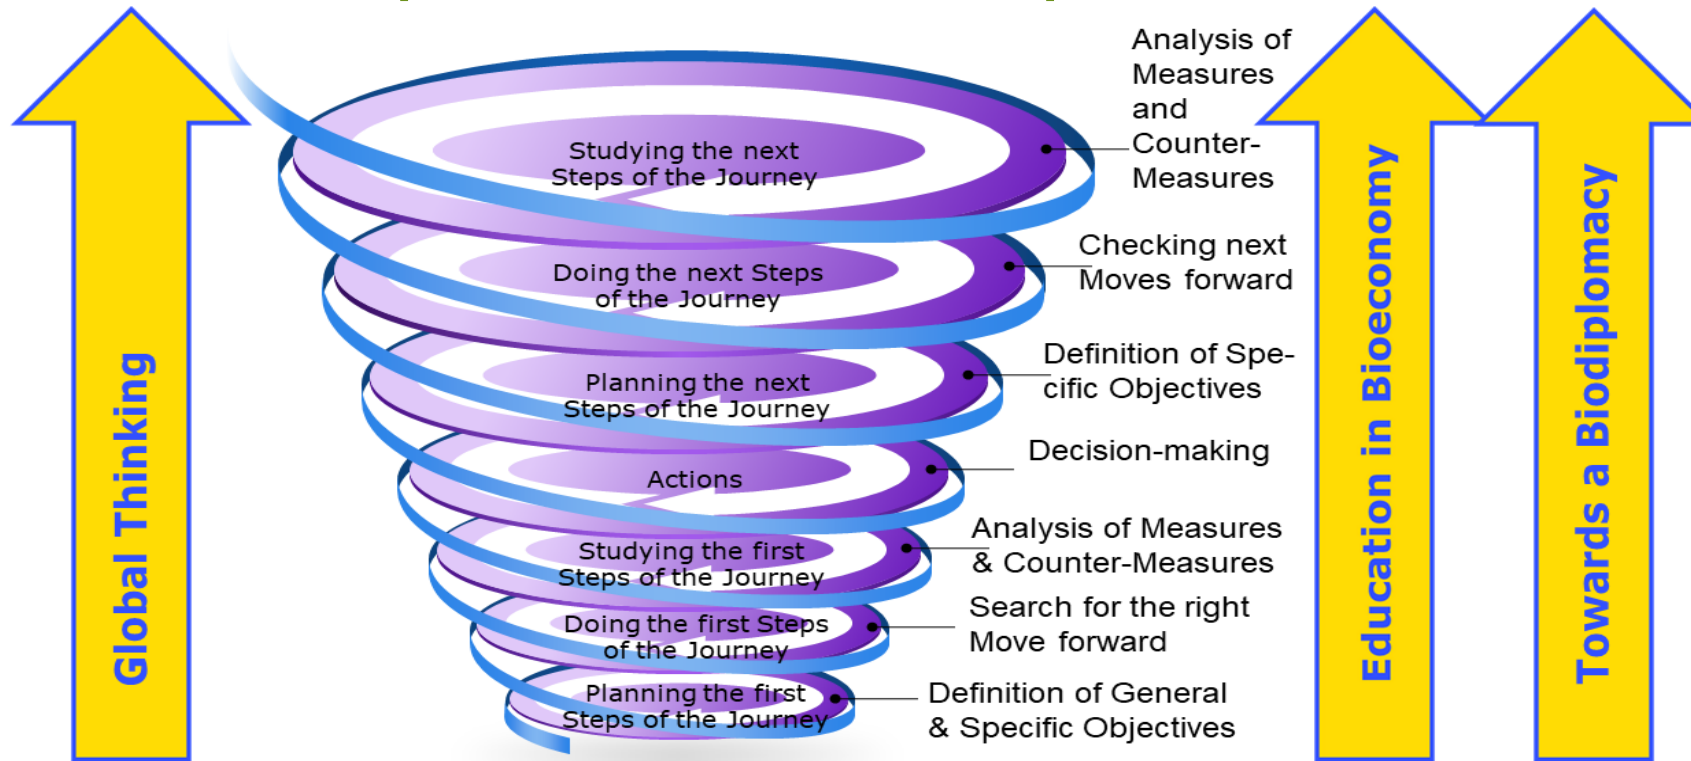 Global Thinking
Studying the next
Steps of the Journey
Analysis of
Measures
and
Counter-
Measures
Doing the next Steps
of the Journey
Checking next
Moves forward
Planning the next
Steps of the Journey
Definition of Spe-
cific Objectives
Actions
Decision-making
Studying the first
Steps of the Journey
Analysis of Measures
& Counter-Measures
Doing the first Steps
of the Journey
Search for the right
Move forward
Planning the first
Steps of the Journey
Definition of General
& Specific Objectives
Education in Bioeconomy
Towards a Biodiplomacy